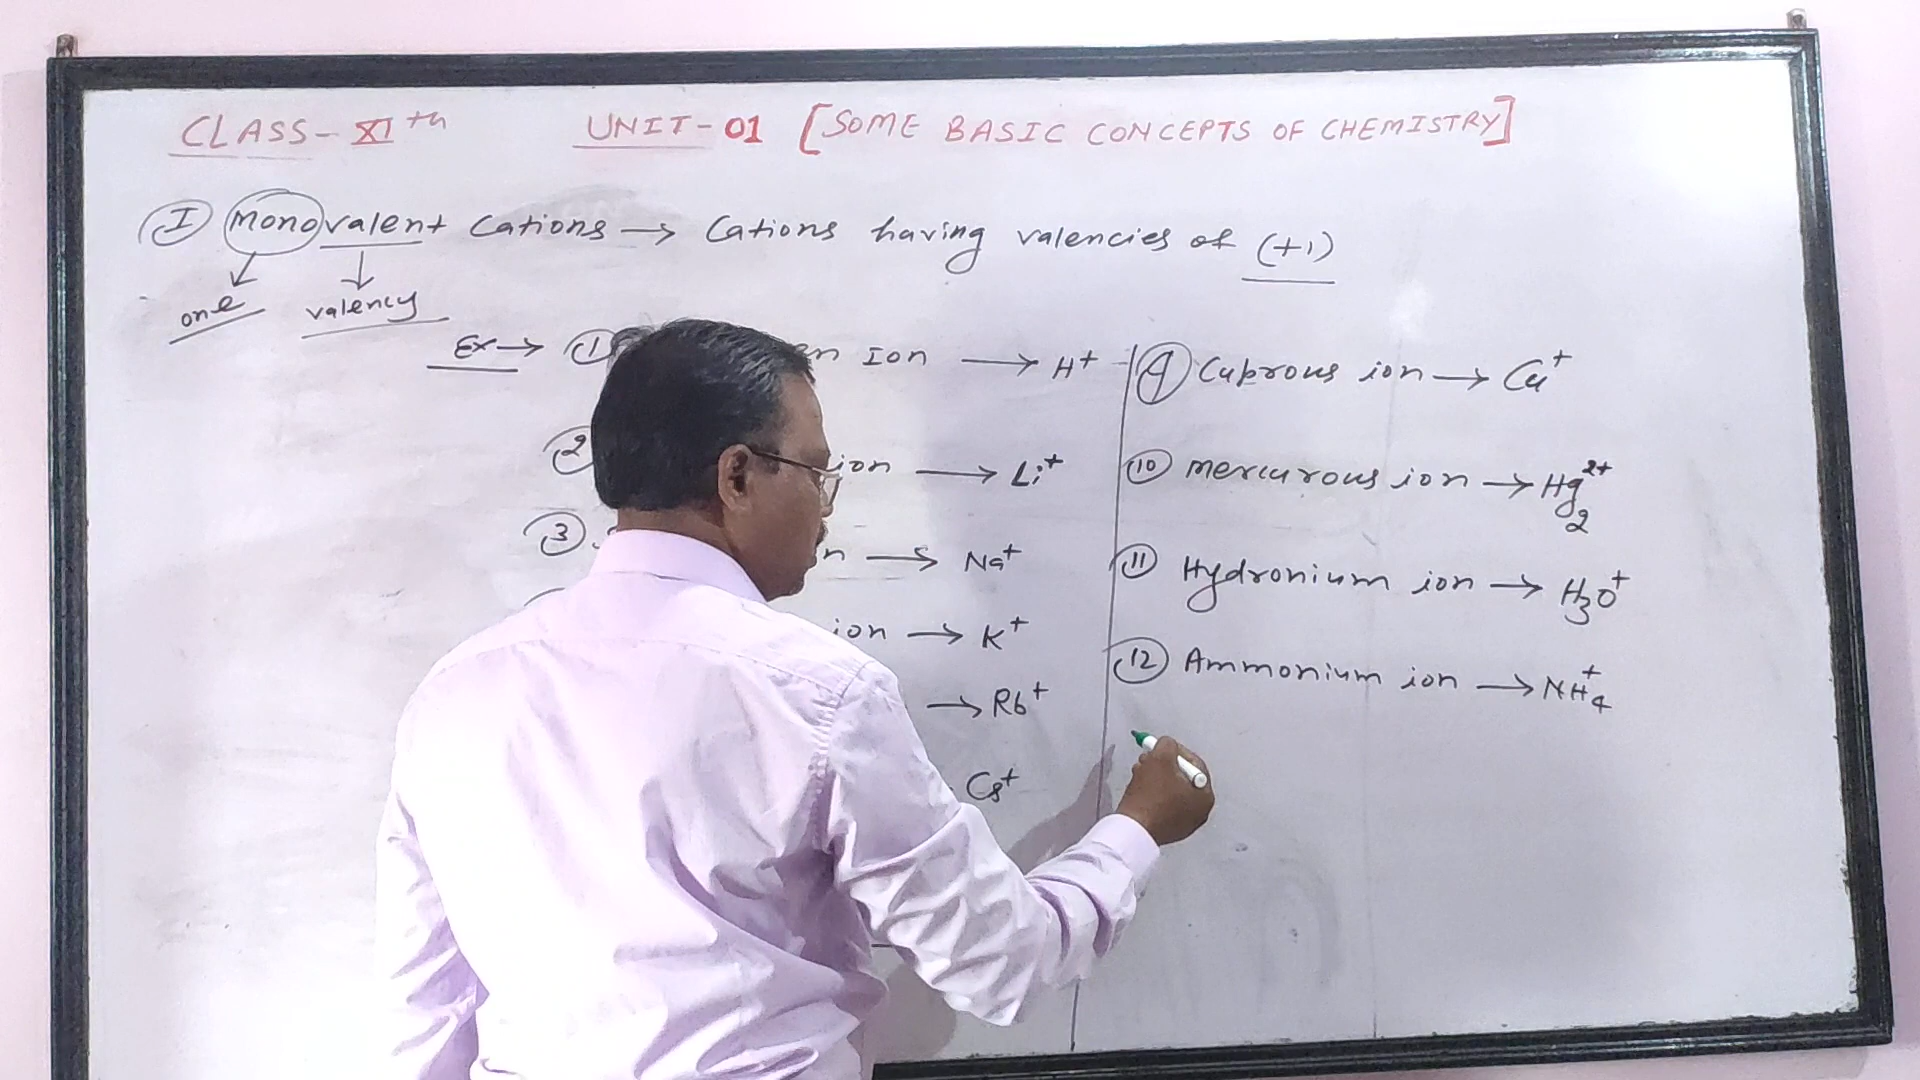 CLASS-XIth UNIT-01 [SOME BASIC CONCEPTS OF CHEMISTRY]
I Monovalent Cations → Cations having valencies of (+1)
one valency
Ex → 1 Ion → H+
2 ion → Li+
3 → Na+
ion → K+
→ Rb+
Cs+
9 Cuprous ion → Cu+
10 mercurous ion → Hg2 2+
11 Hydronium ion → H3O+
12 Ammonium ion → NH4+